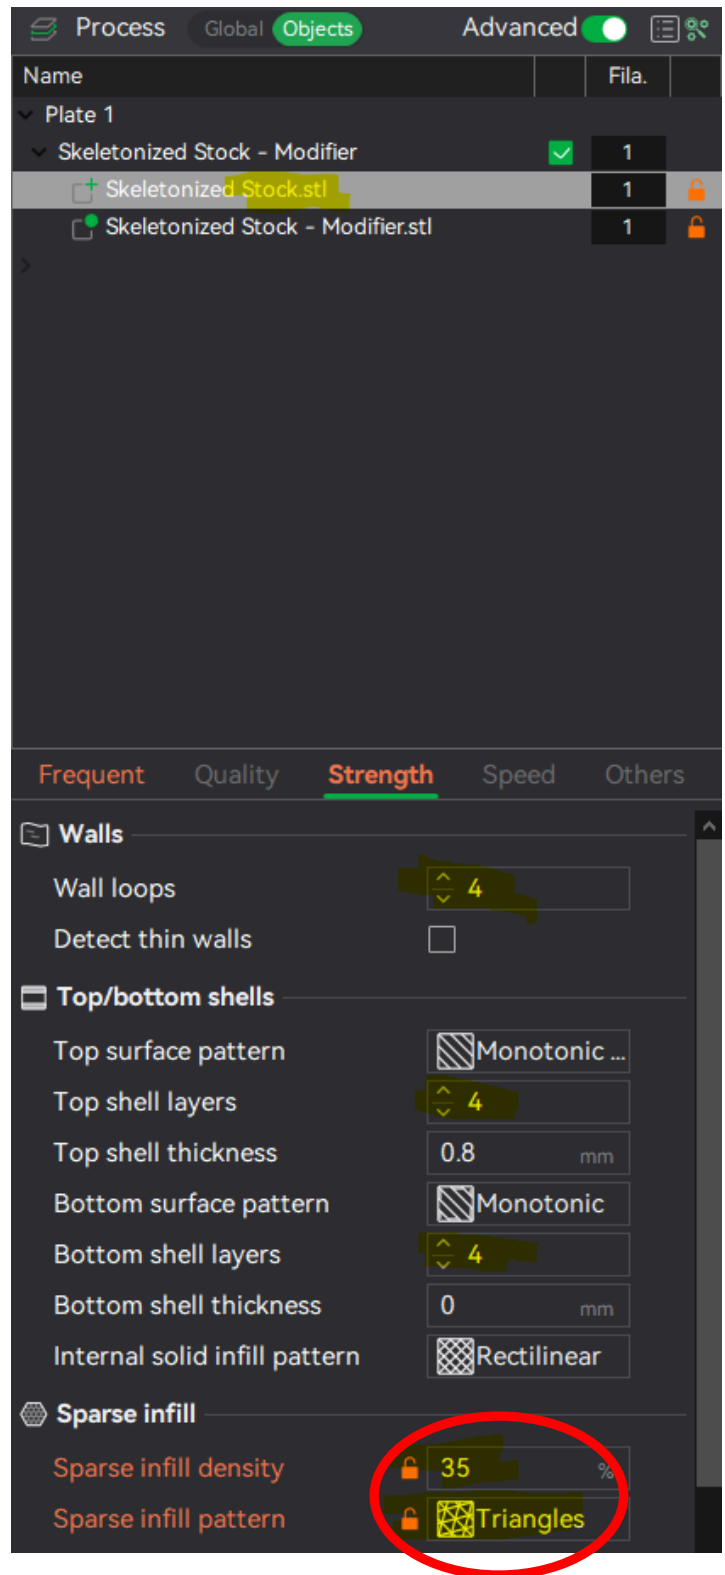 Process Global Objects Advanced
Name Fila.
Plate 1
Skeletonized Stock - Modifier 1
Skeletonized Stock.stl 1
Skeletonized Stock - Modifier.stl 1
Frequent Quality Strength Speed Others
Walls
Wall loops 4
Detect thin walls
Top/bottom shells
Top surface pattern Monotonic ...
Top shell layers 4
Top shell thickness 0.8 mm
Bottom surface pattern Monotonic
Bottom shell layers 4
Bottom shell thickness 0 mm
Internal solid infill pattern Rectilinear
Sparse infill
Sparse infill density 35 %
Sparse infill pattern Triangles